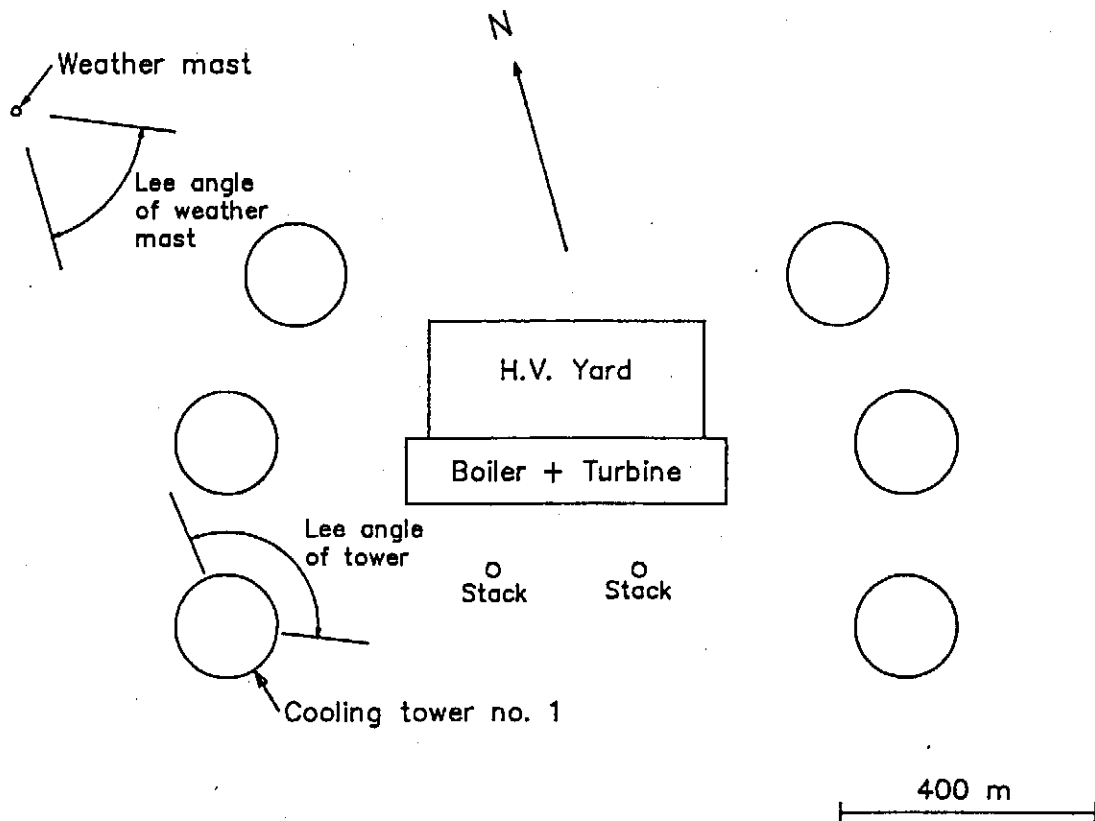 N
Weather mast
Lee angle
of weather
mast
H.V. Yard
Boiler + Turbine
Lee angle
of tower
Stack
Stack
Cooling tower no. 1
400 m